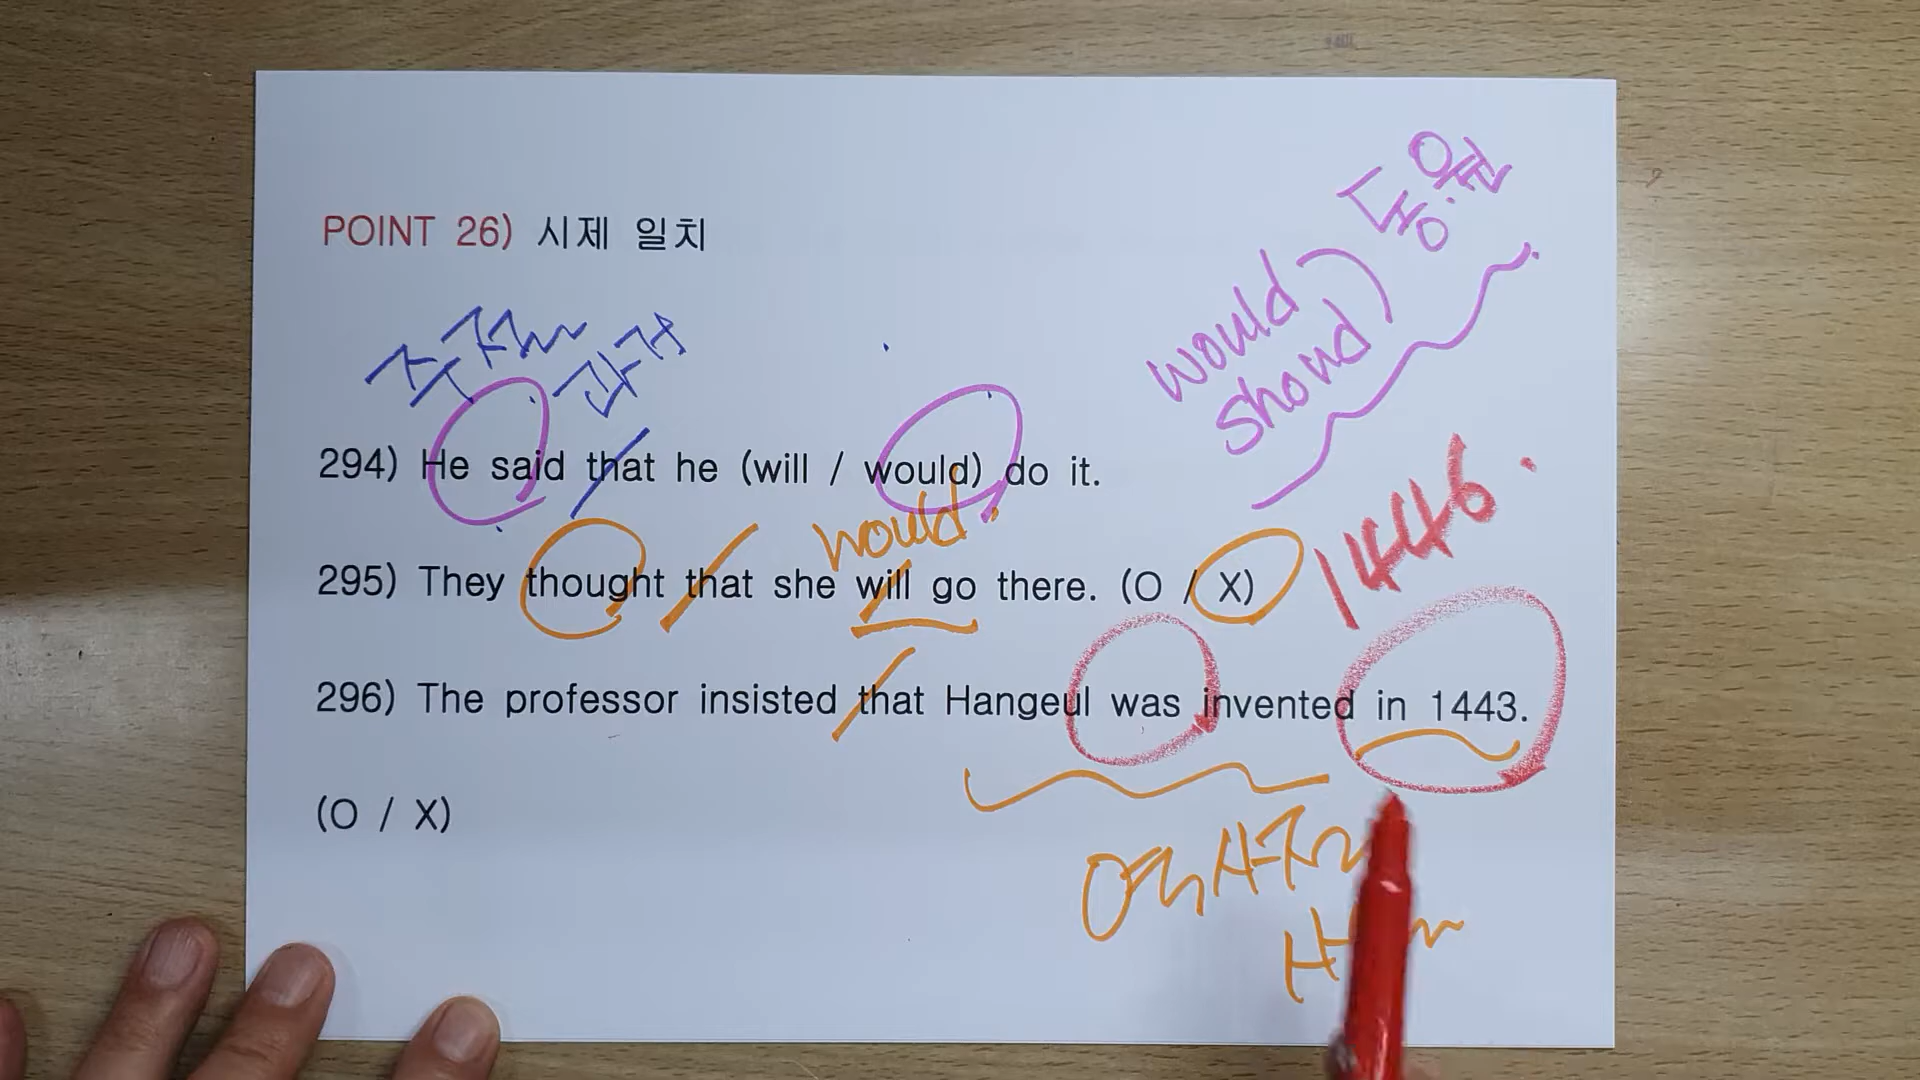 POINT 26) 시제 일치
동일
would
should
주절 과거
294) He said that he (will / would) do it.
would.
1446.
295) They thought that she will go there. (O / X)
296) The professor insisted that Hangeul was invented in 1443.
(O / X)
역사적